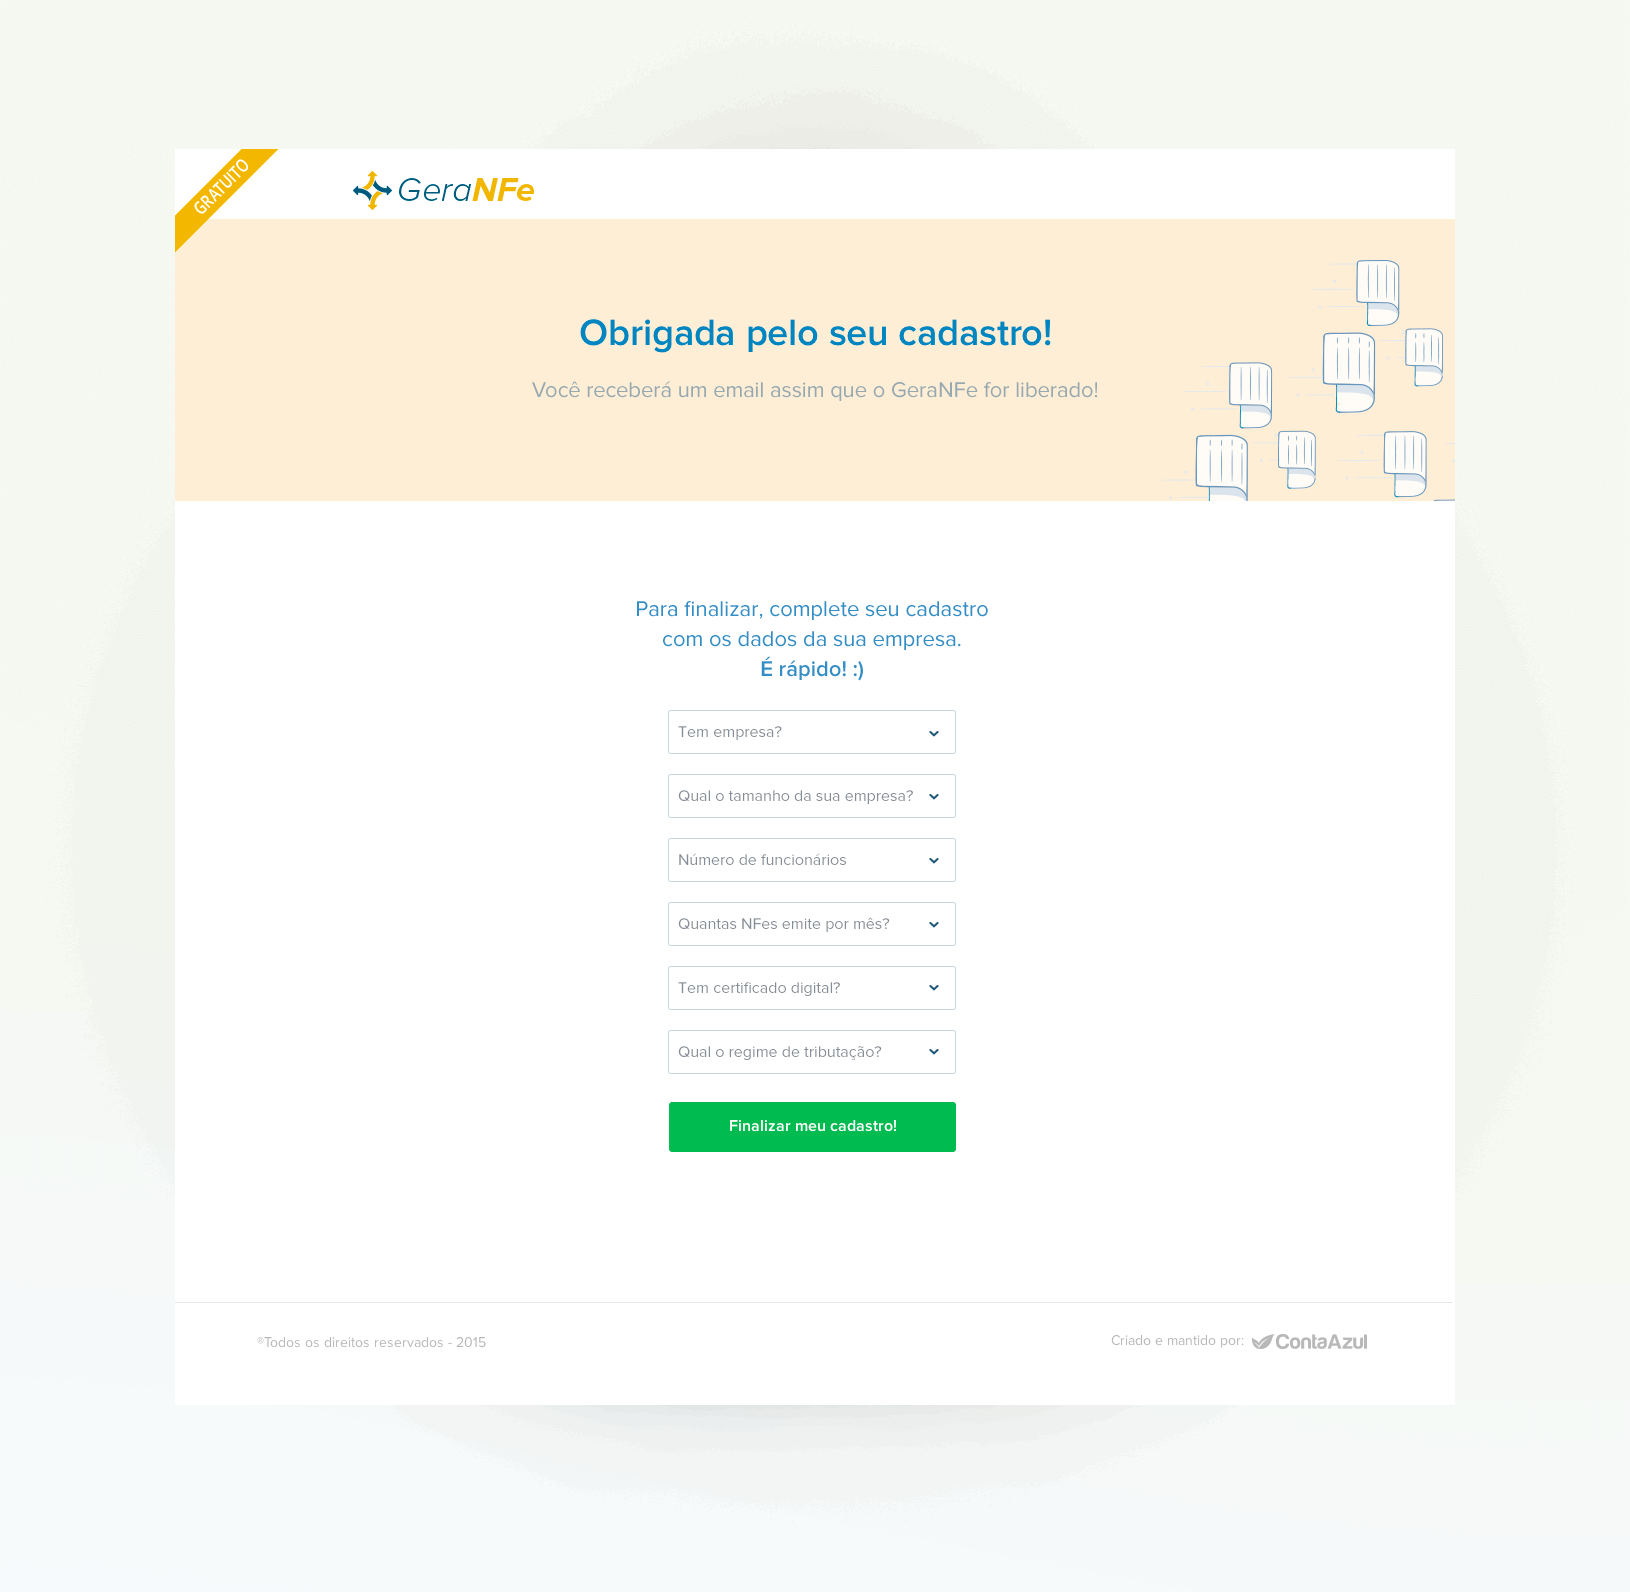 GRATUITO
GeraNFe
Obrigada pelo seu cadastro!
Você receberá um email assim que o GeraNFe for liberado!
Para finalizar, complete seu cadastro
com os dados da sua empresa.
É rápido! :)
Tem empresa?
Qual o tamanho da sua empresa?
Número de funcionários
Quantas NFes emite por mês?
Tem certificado digital?
Qual o regime de tributação?
Finalizar meu cadastro!
®Todos os direitos reservados - 2015
Criado e mantido por: ContaAzul